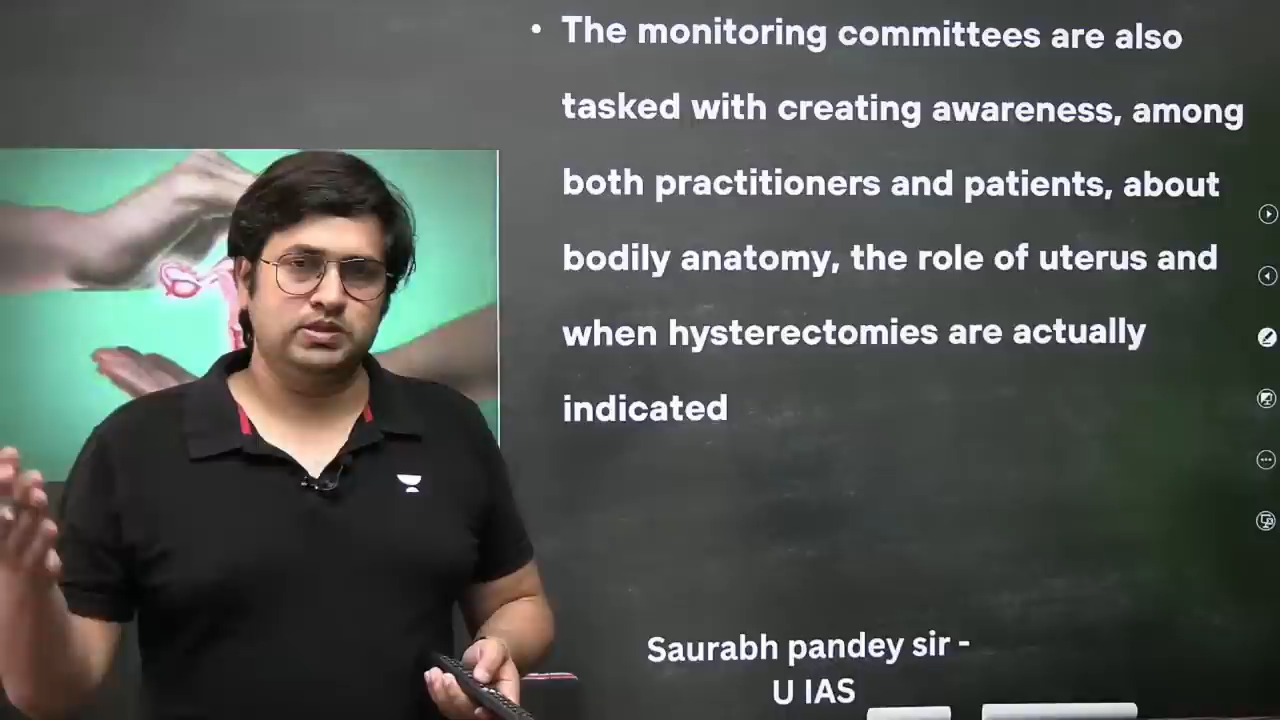 • The monitoring committees are also
tasked with creating awareness, among
both practitioners and patients, about
bodily anatomy, the role of uterus and
when hysterectomies are actually
indicated
Saurabh pandey sir -
U IAS